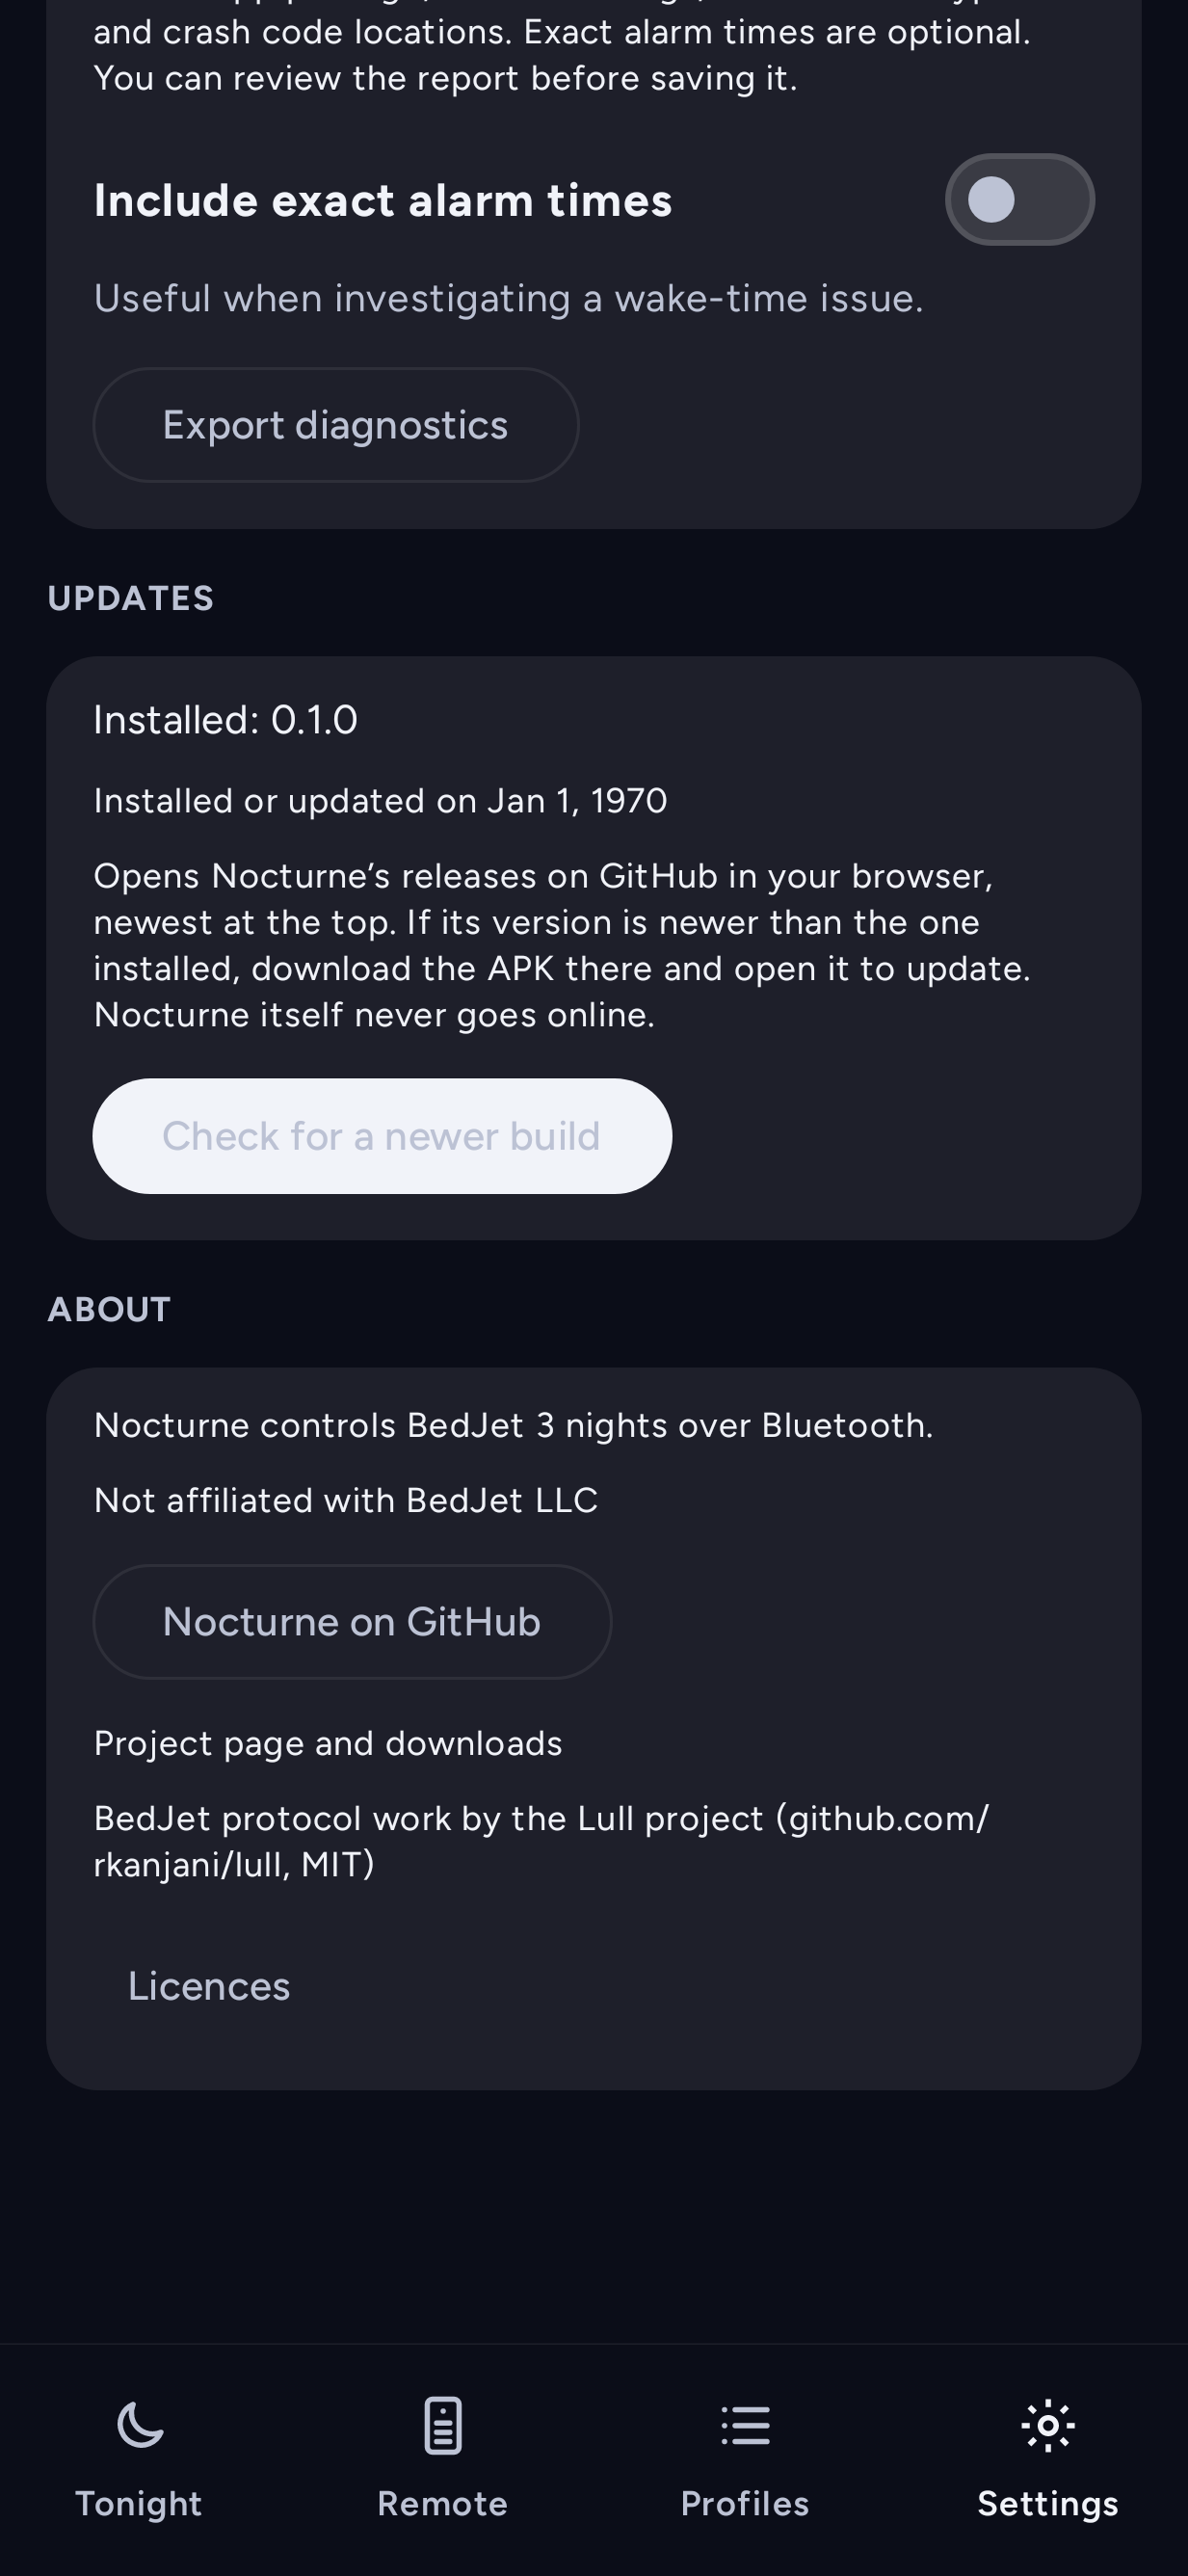 and crash code locations. Exact alarm times are optional.
You can review the report before saving it.
Include exact alarm times
Useful when investigating a wake-time issue.
Export diagnostics
UPDATES
Installed: 0.1.0
Installed or updated on Jan 1, 1970
Opens Nocturne’s releases on GitHub in your browser,
newest at the top. If its version is newer than the one
installed, download the APK there and open it to update.
Nocturne itself never goes online.
Check for a newer build
ABOUT
Nocturne controls BedJet 3 nights over Bluetooth.
Not affiliated with BedJet LLC
Nocturne on GitHub
Project page and downloads
BedJet protocol work by the Lull project (github.com/
rkanjani/lull, MIT)
Licences
Tonight
Remote
Profiles
Settings